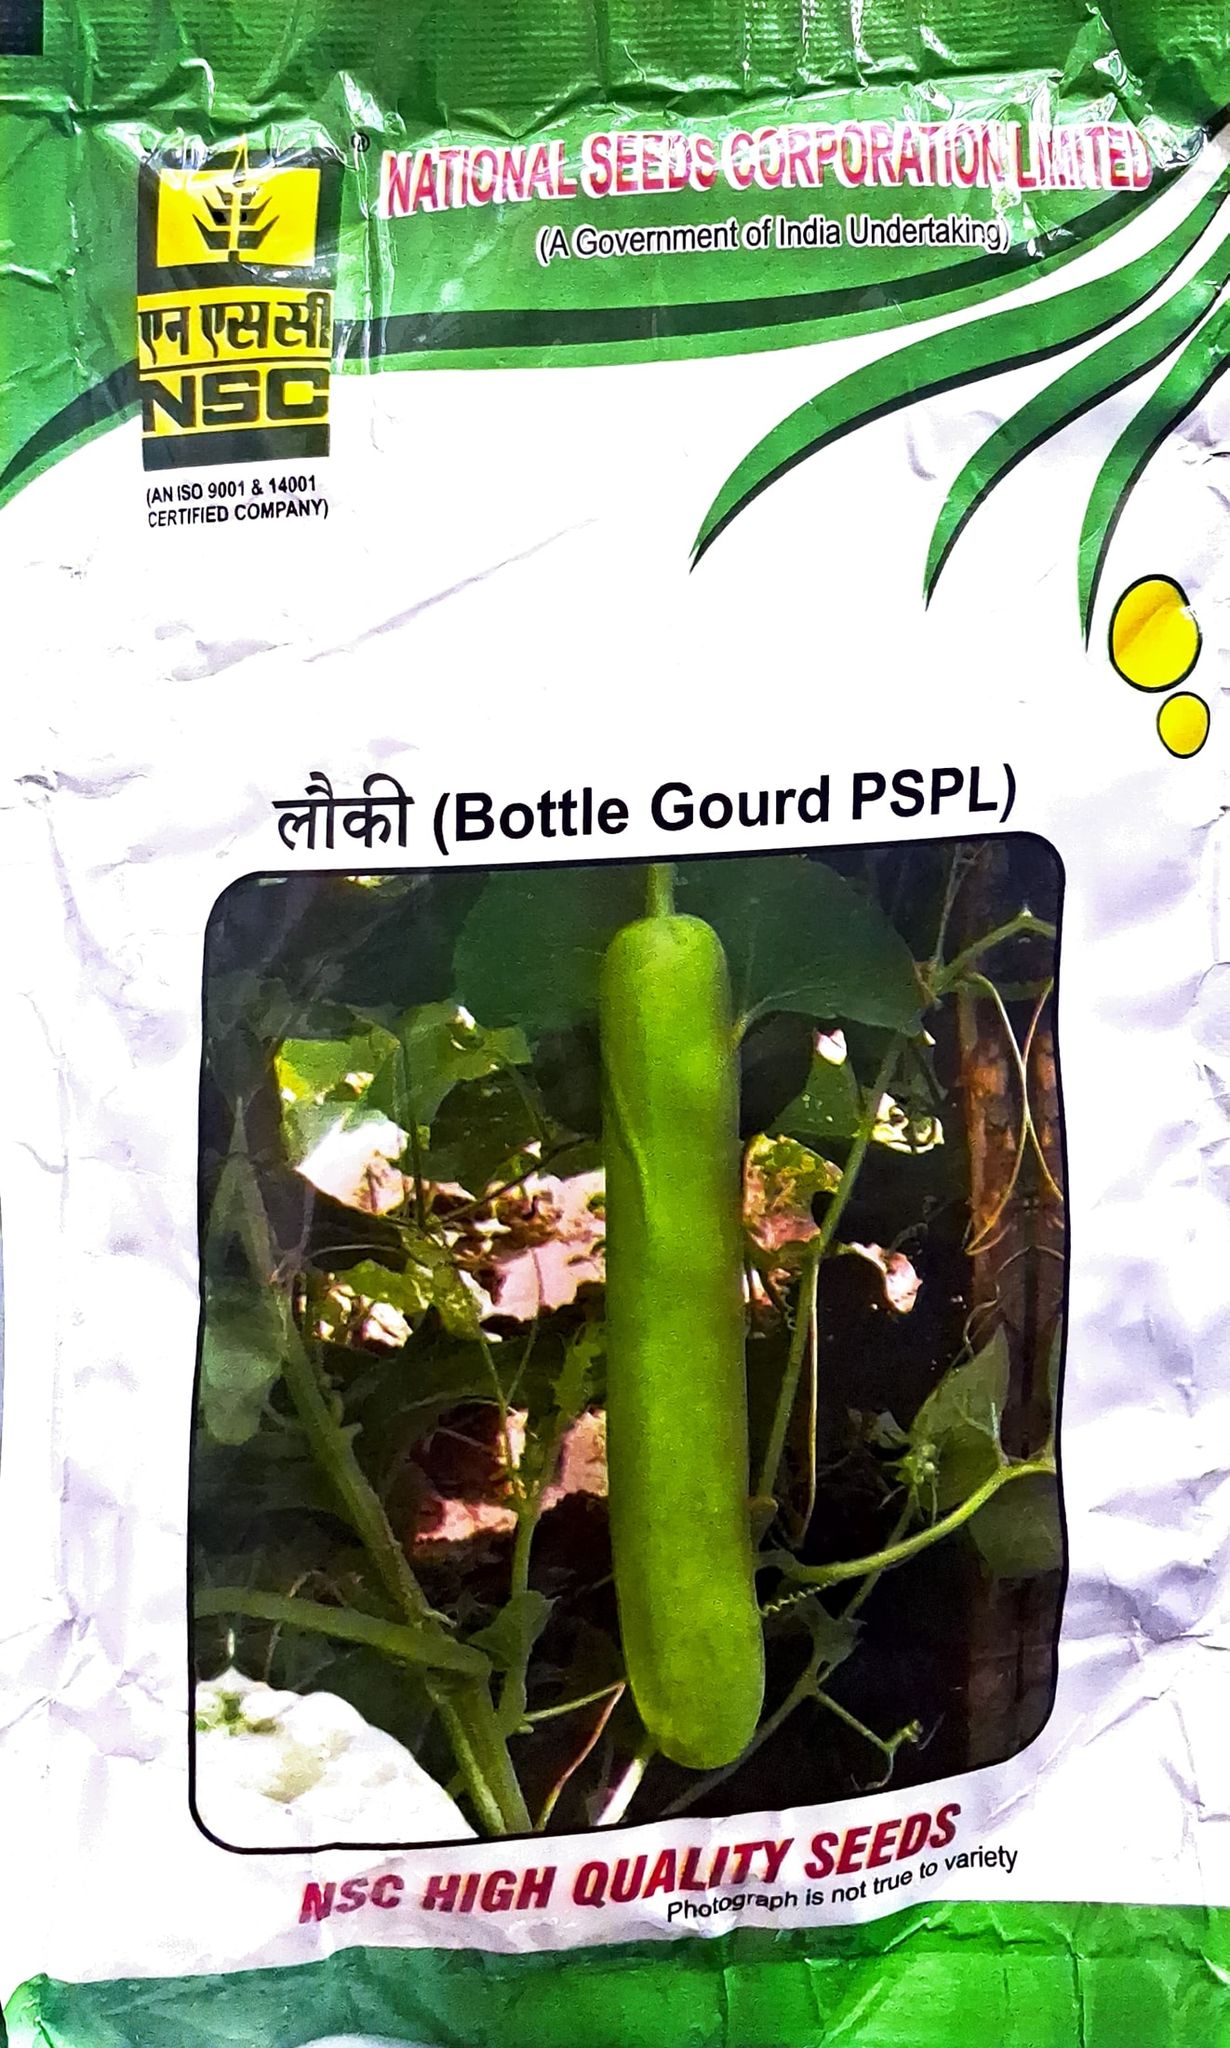 ®
NATIONAL SEEDS CORPORATION LIMITED
(A Government of India Undertaking)
एन एस सी
NSC
(AN ISO 9001 & 14001
CERTIFIED COMPANY)
लौकी (Bottle Gourd PSPL)
NSC HIGH QUALITY SEEDS
Photograph is not true to variety